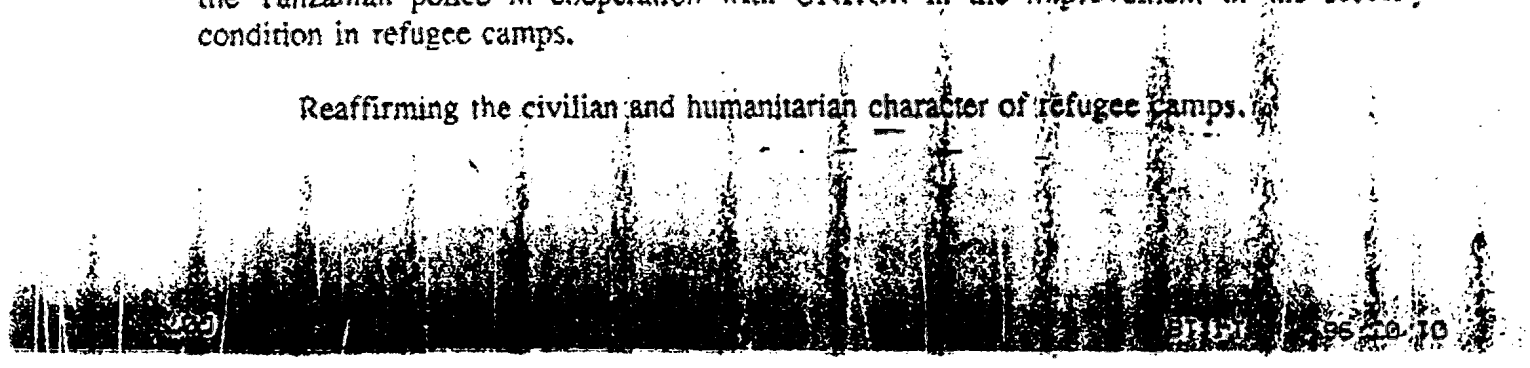 the Tanzanian police in cooperation with UNHCR in the improvement of the
condition in refugee camps.
Reaffirming the civilian and humanitarian character of refugee camps.